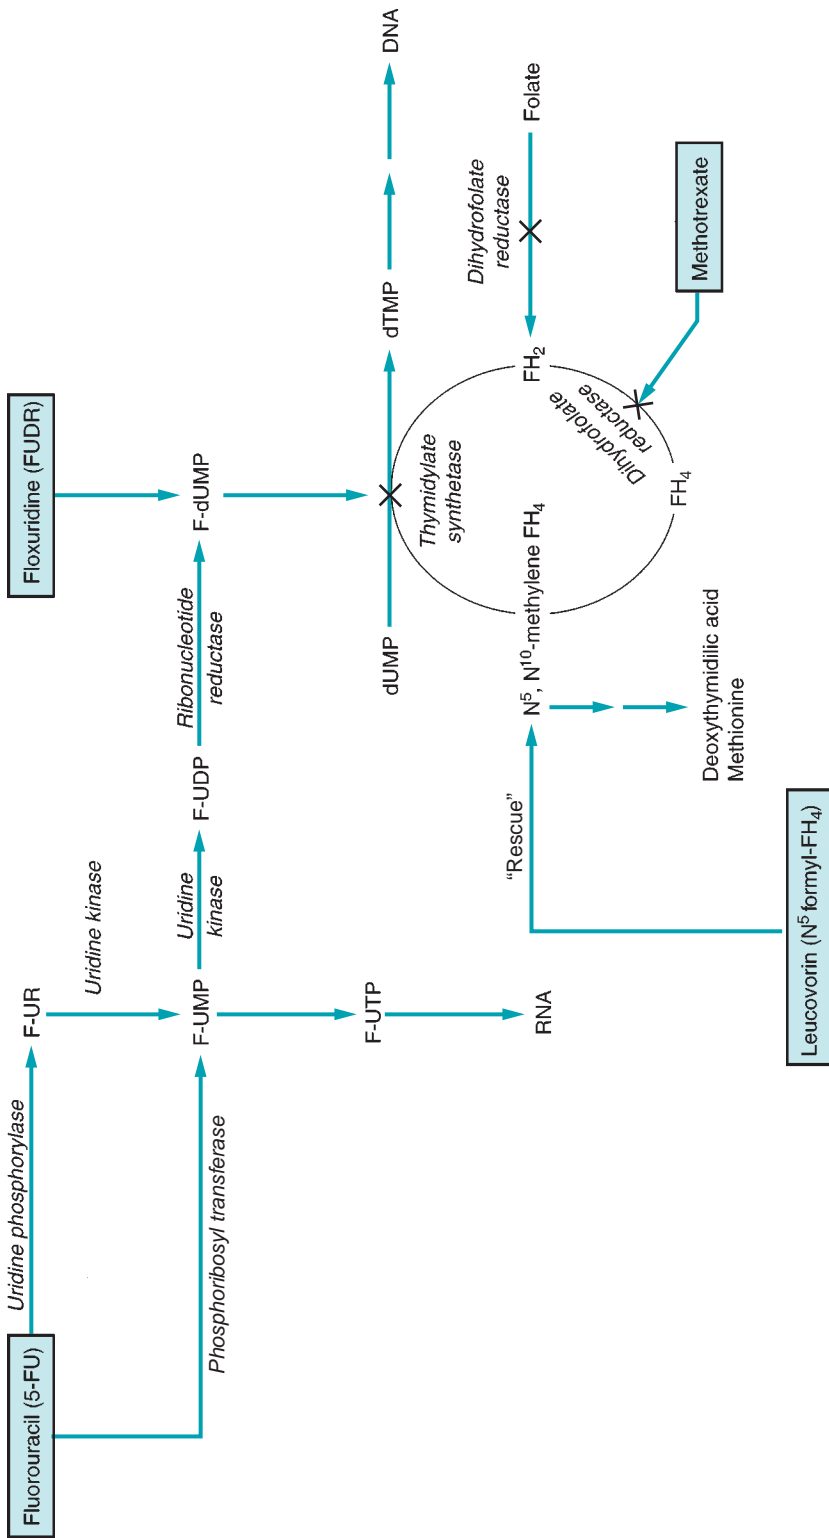 Fluorouracil (5-FU)
Uridine phosphorylase
F-UR
Floxuridine (FUDR)
Uridine kinase
Phosphoribosyl transferase
F-UMP
Uridine
kinase
F-UDP
Ribonucleotide
reductase
F-dUMP
F-UTP
RNA
dUMP
Thymidylate
synthetase
dTMP
DNA
"Rescue"
N⁵, N¹⁰-methylene FH₄
FH₂
Dihydrofolate
reductase
Folate
Dihydrofolate
reductase
FH₄
Methotrexate
Deoxythymidilic acid
Methionine
Leucovorin (N⁵ formyl-FH₄)